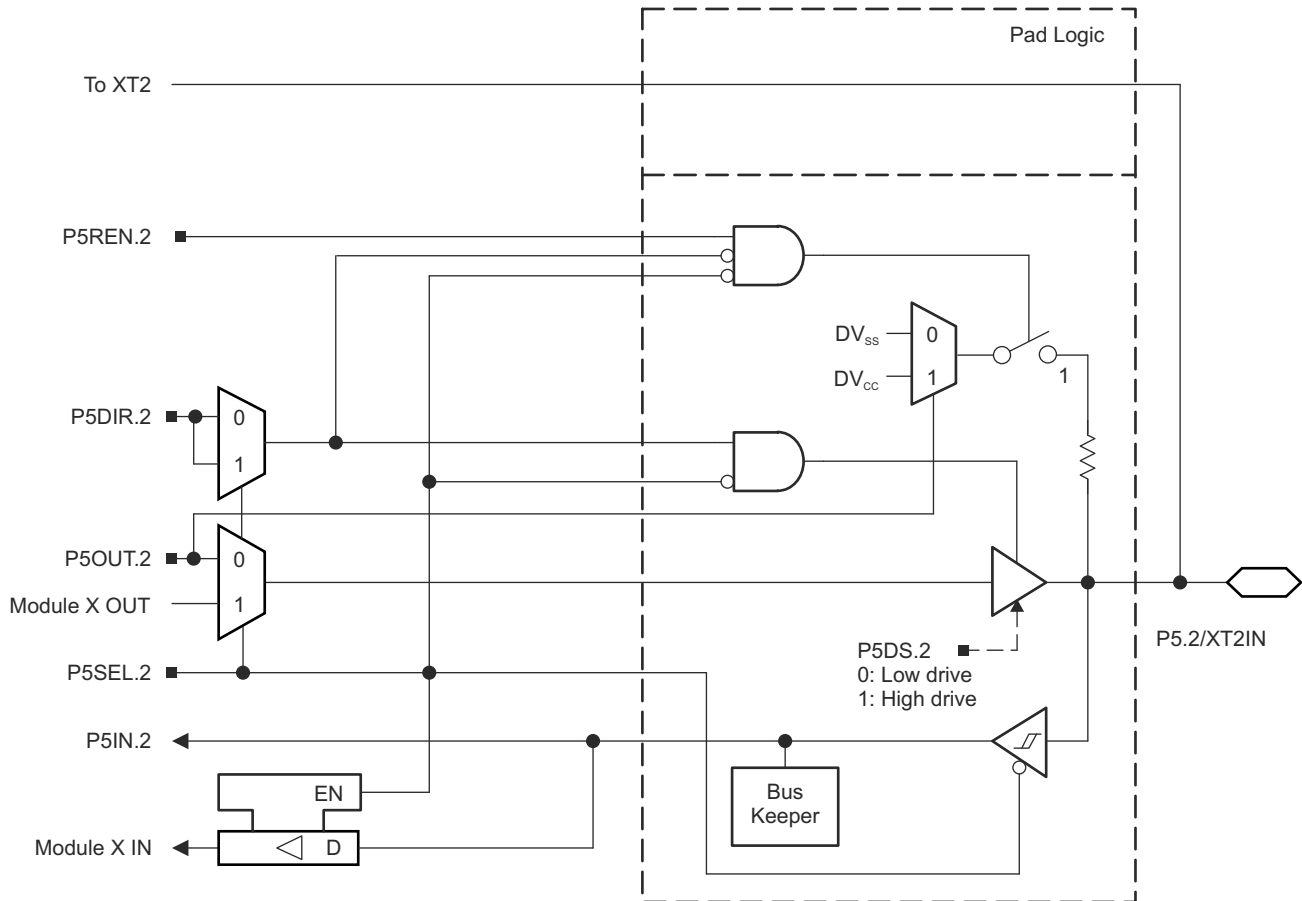 Pad Logic
To XT2
P5REN.2
DVss
0
DVcc
1
1
P5DIR.2
0
1
P5OUT.2
0
Module X OUT
1
P5DS.2
0: Low drive
1: High drive
P5.2/XT2IN
P5SEL.2
P5IN.2
Bus
Keeper
EN
Module X IN
D